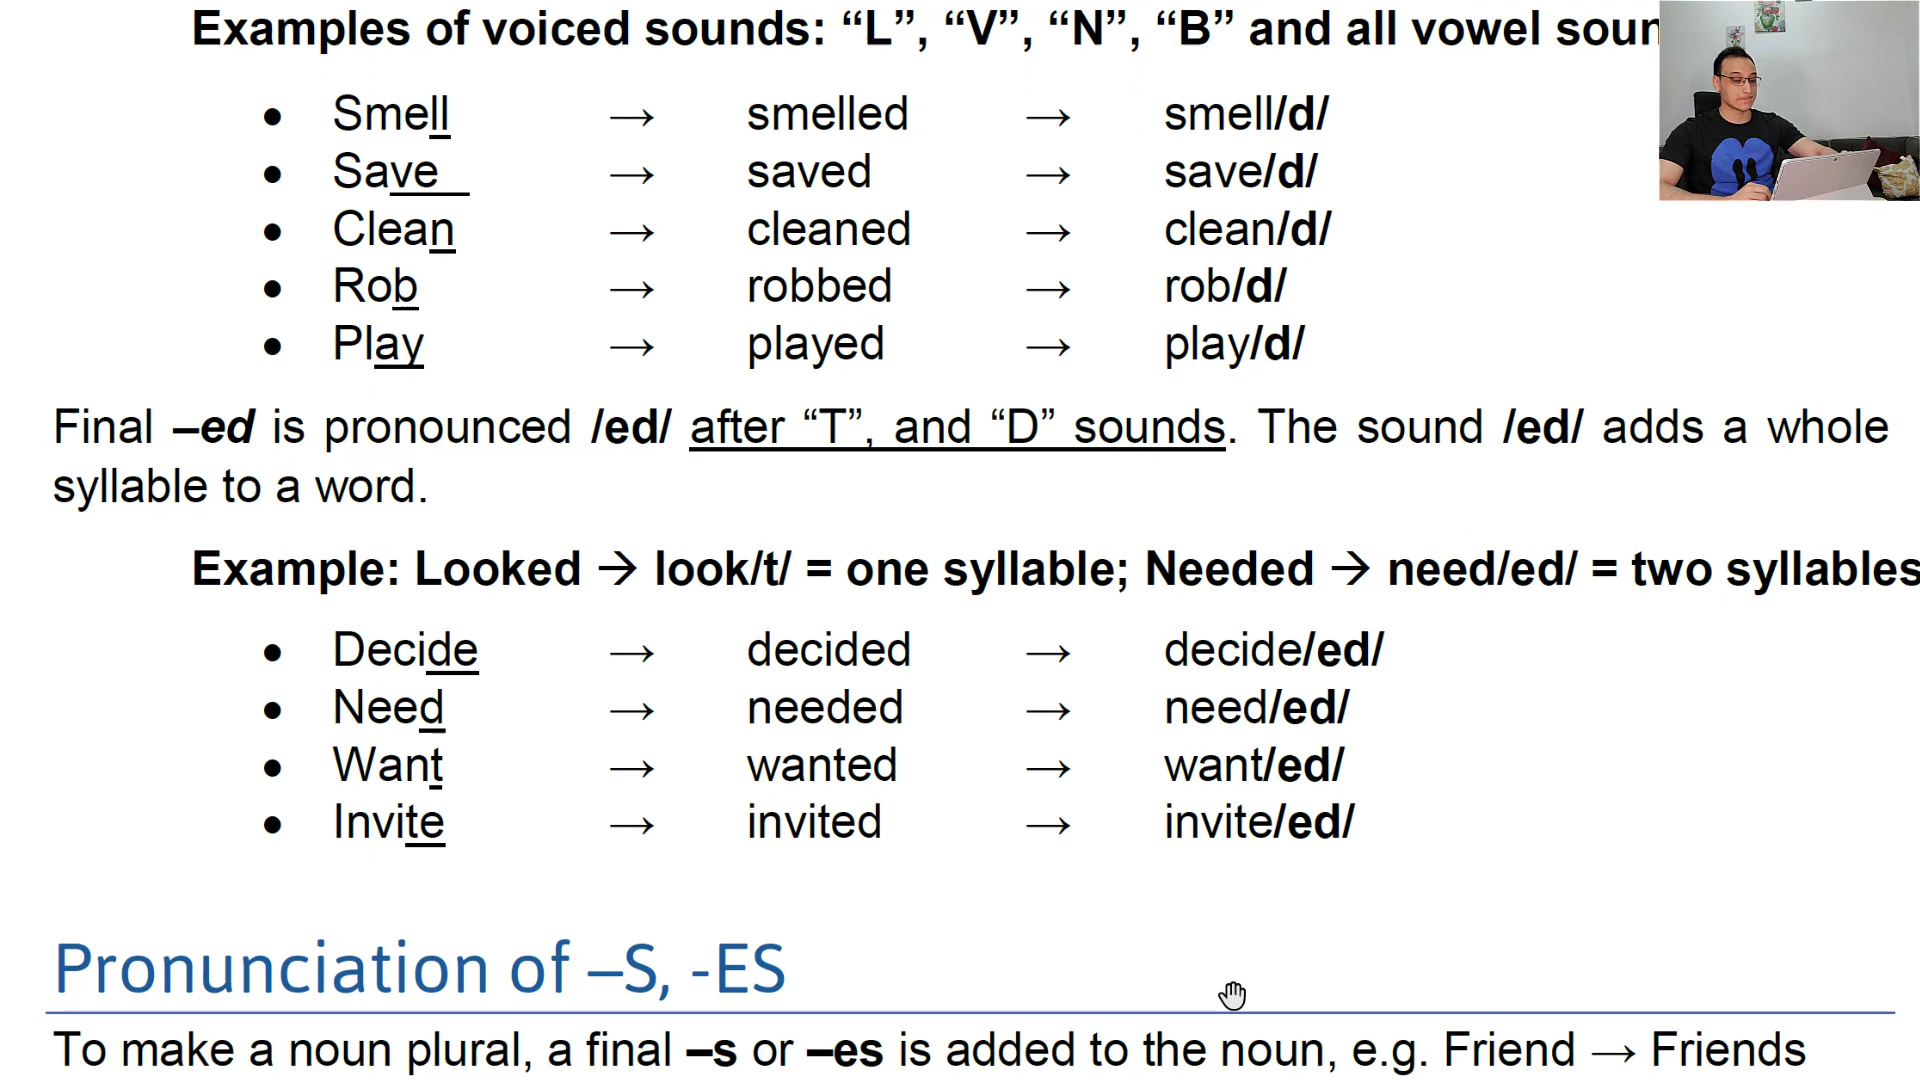 Examples of voiced sounds: “L”, “V”, “N”, “B” and all vowel soun
• Smell → smelled → smell/d/
• Save → saved → save/d/
• Clean → cleaned → clean/d/
• Rob → robbed → rob/d/
• Play → played → play/d/
Final –ed is pronounced /ed/ after “T”, and “D” sounds. The sound /ed/ adds a whole
syllable to a word.
Example: Looked → look/t/ = one syllable; Needed → need/ed/ = two syllables
• Decide → decided → decide/ed/
• Need → needed → need/ed/
• Want → wanted → want/ed/
• Invite → invited → invite/ed/
Pronunciation of –S, -ES
To make a noun plural, a final –s or –es is added to the noun, e.g. Friend → Friends